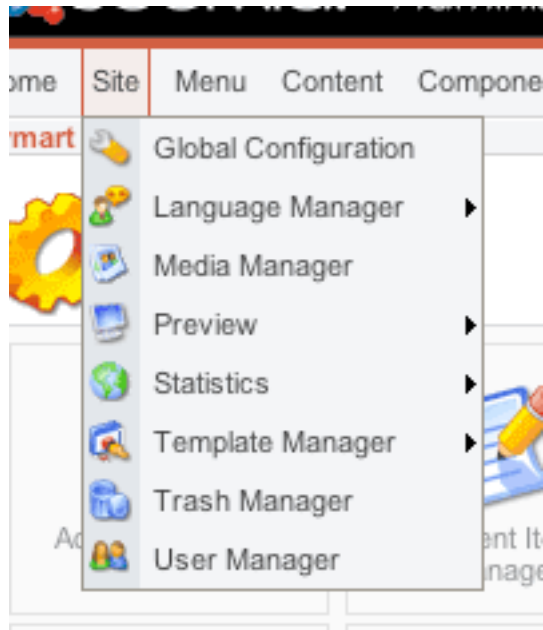 Site Menu Content
Global Configuration
Language Manager
Media Manager
Preview
Statistics
Template Manager
Trash Manager
User Manager